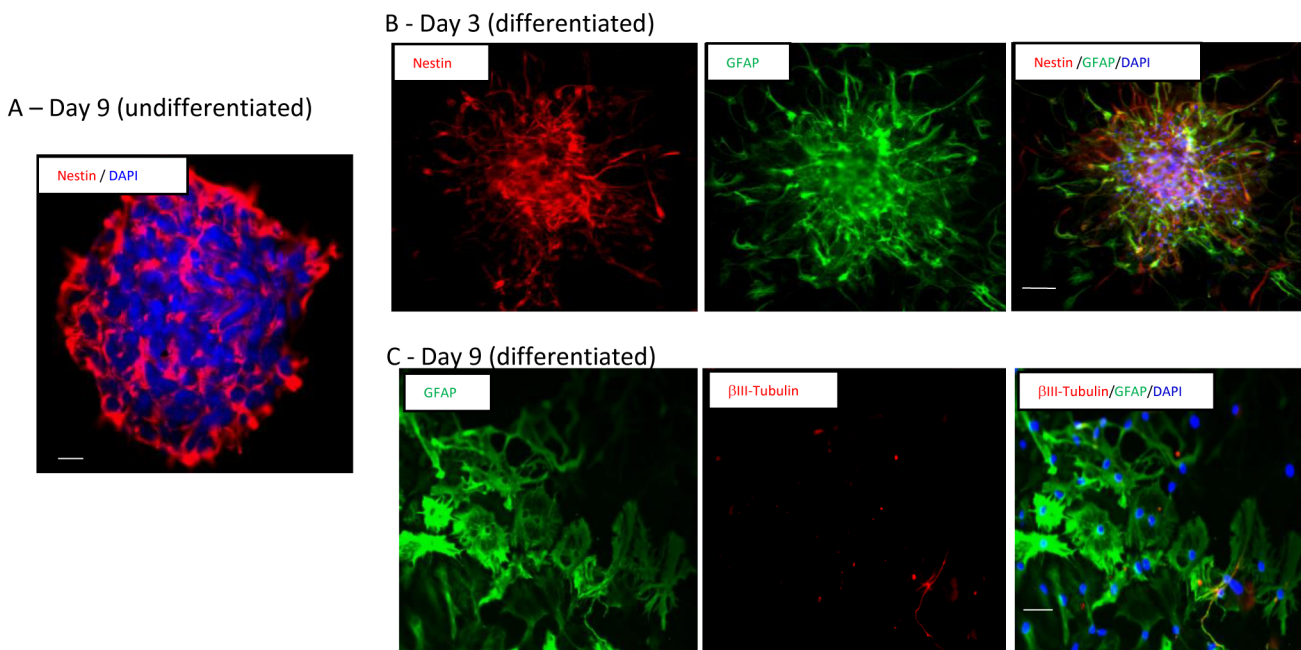 A – Day 9 (undifferentiated)
Nestin / DAPI
B - Day 3 (differentiated)
Nestin
GFAP
Nestin /GFAP/DAPI
C - Day 9 (differentiated)
GFAP
βIII-Tubulin
βIII-Tubulin/GFAP/DAPI